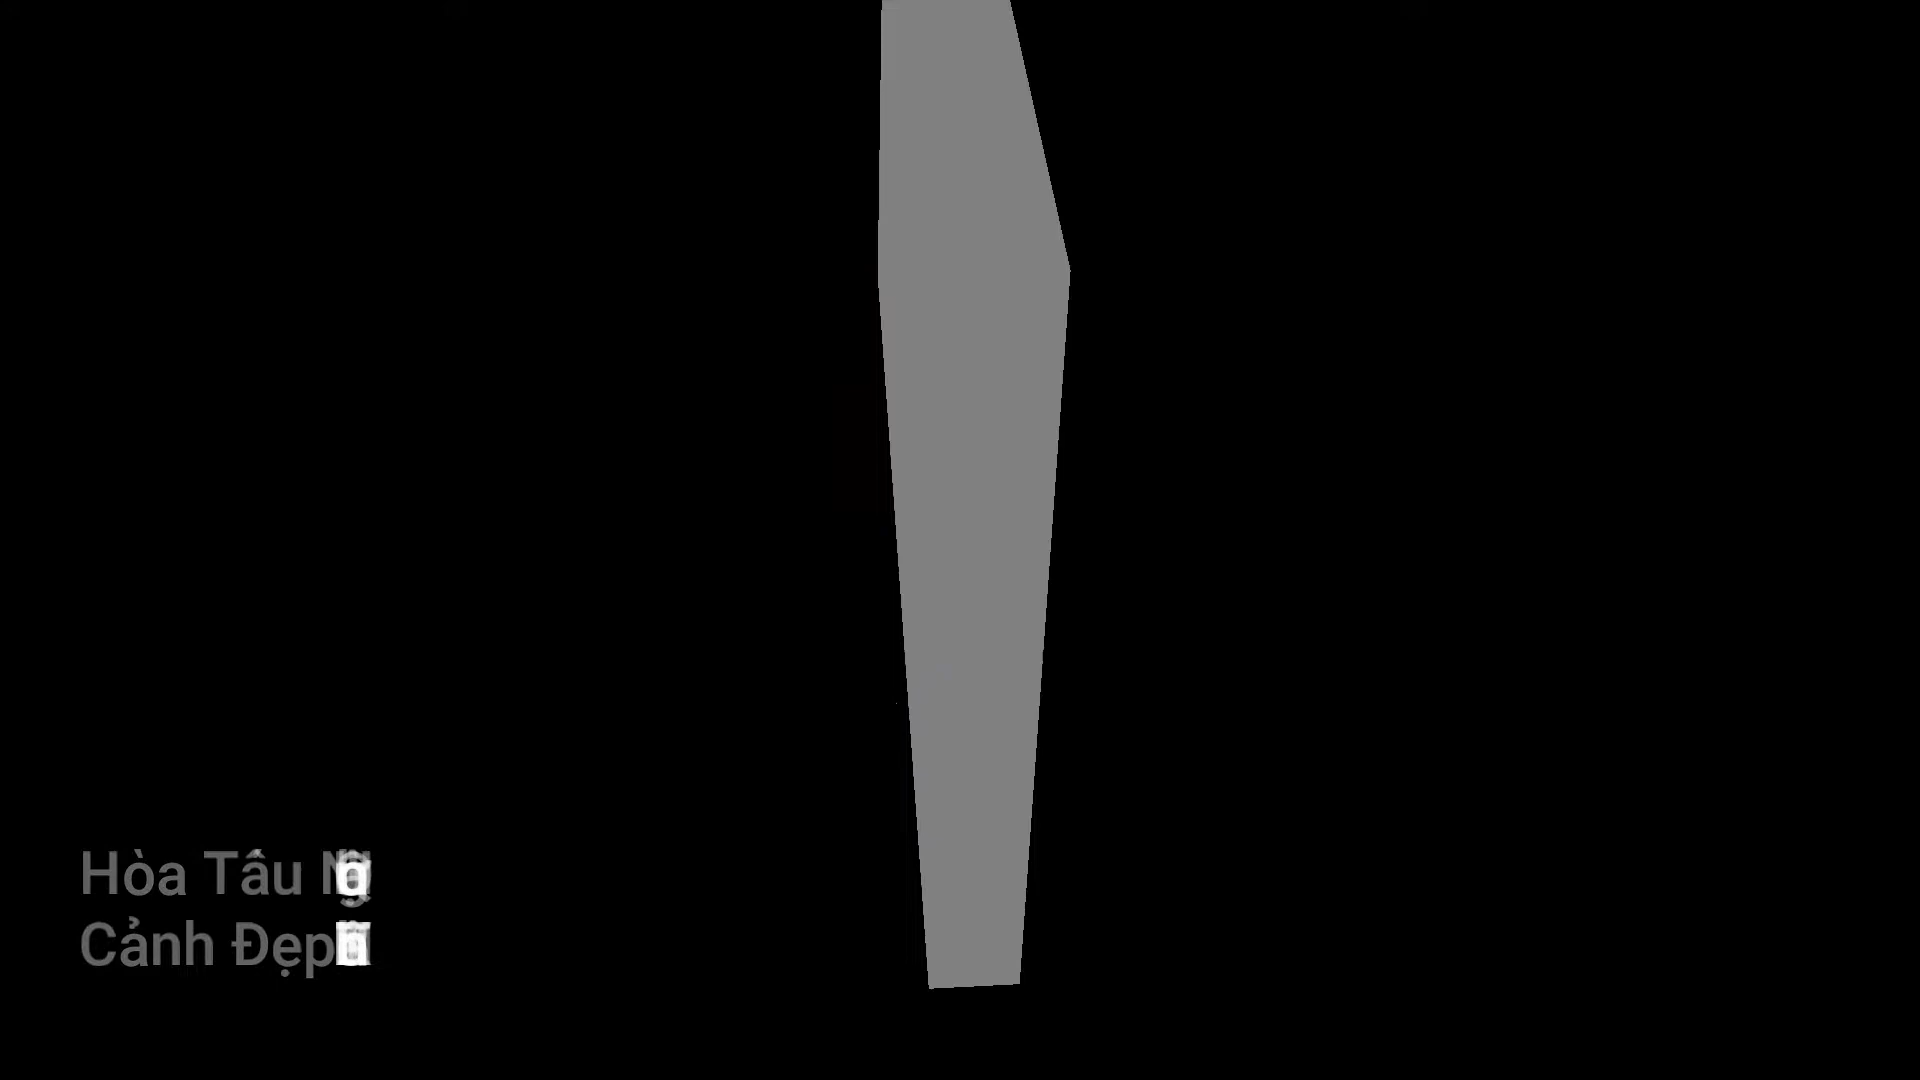 Hòa Tấu
Cảnh Đẹp